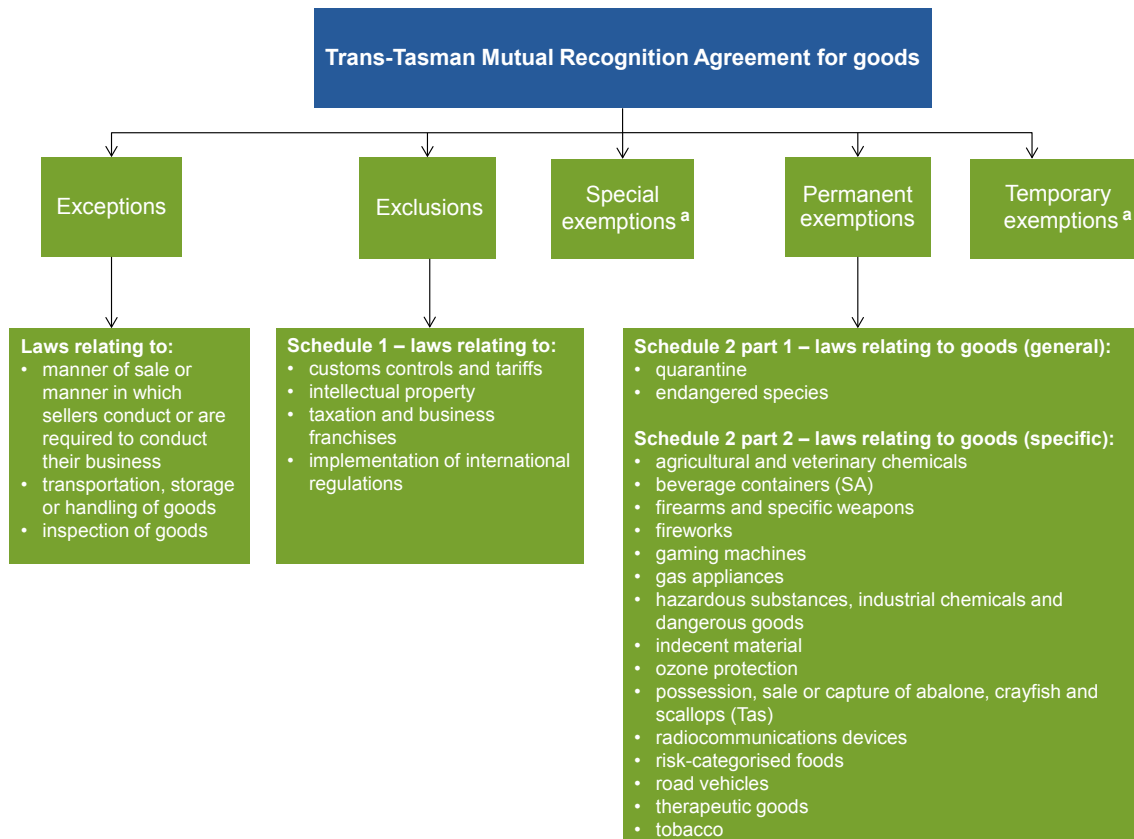 Trans-Tasman Mutual Recognition Agreement for goods
Exceptions
Exclusions
Special
exemptions a
Permanent
exemptions
Temporary
exemptions a
Laws relating to:
• manner of sale or
manner in which
sellers conduct or are
required to conduct
their business
• transportation, storage
or handling of goods
• inspection of goods
Schedule 1 – laws relating to:
• customs controls and tariffs
• intellectual property
• taxation and business
franchises
• implementation of international
regulations
Schedule 2 part 1 – laws relating to goods (general):
• quarantine
• endangered species
Schedule 2 part 2 – laws relating to goods (specific):
• agricultural and veterinary chemicals
• beverage containers (SA)
• firearms and specific weapons
• fireworks
• gaming machines
• gas appliances
• hazardous substances, industrial chemicals and
dangerous goods
• indecent material
• ozone protection
• possession, sale or capture of abalone, crayfish and
scallops (Tas)
• radiocommunications devices
• risk-categorised foods
• road vehicles
• therapeutic goods
• tobacco